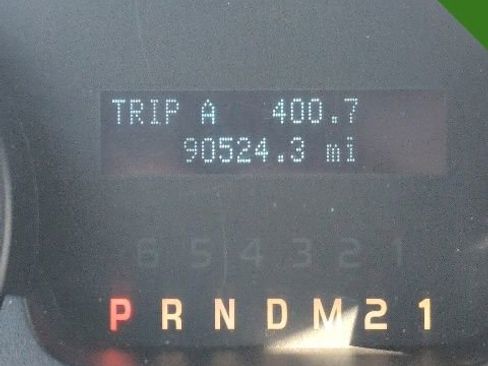 TRIP A 400.7
90524.3 mi
6 5 4 3 2 1
P R N D M 2 1